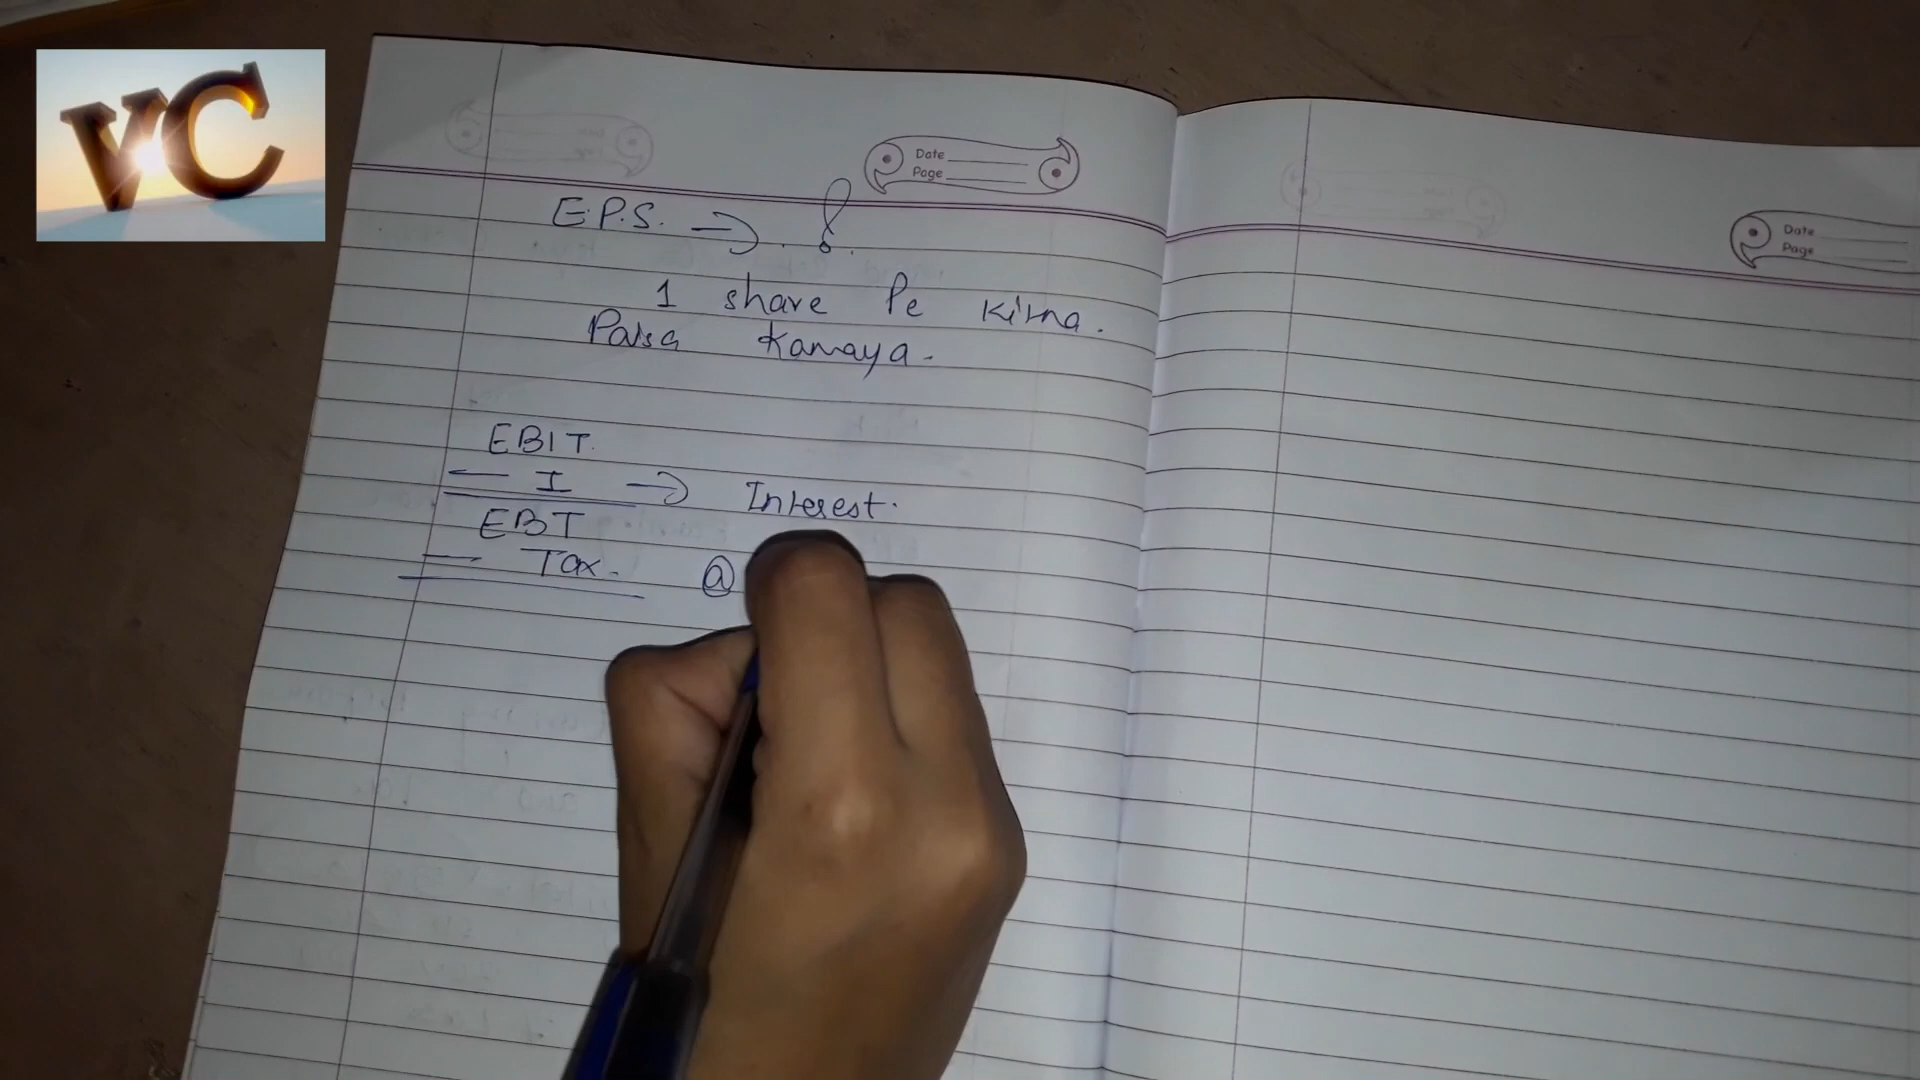 VC
Date
Page
E.P.S. → ?
1 share Pe Kitna.
Paisa Kamaya.
EBIT.
— I → Interest.
EBT
— Tax. @
Date
Page